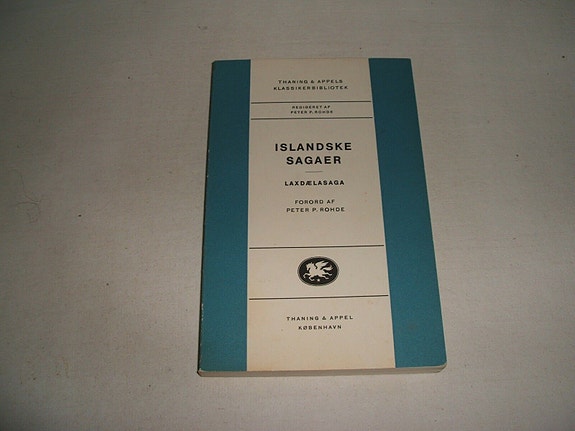 THANING & APPELS
KLASSIKERBIBLIOTEK
REDIGERET AF
PETER P. ROHDE
ISLANDSKE
SAGAER
LAXDÆLASAGA
FORORD AF
PETER P. ROHDE
THANING & APPEL
KØBENHAVN